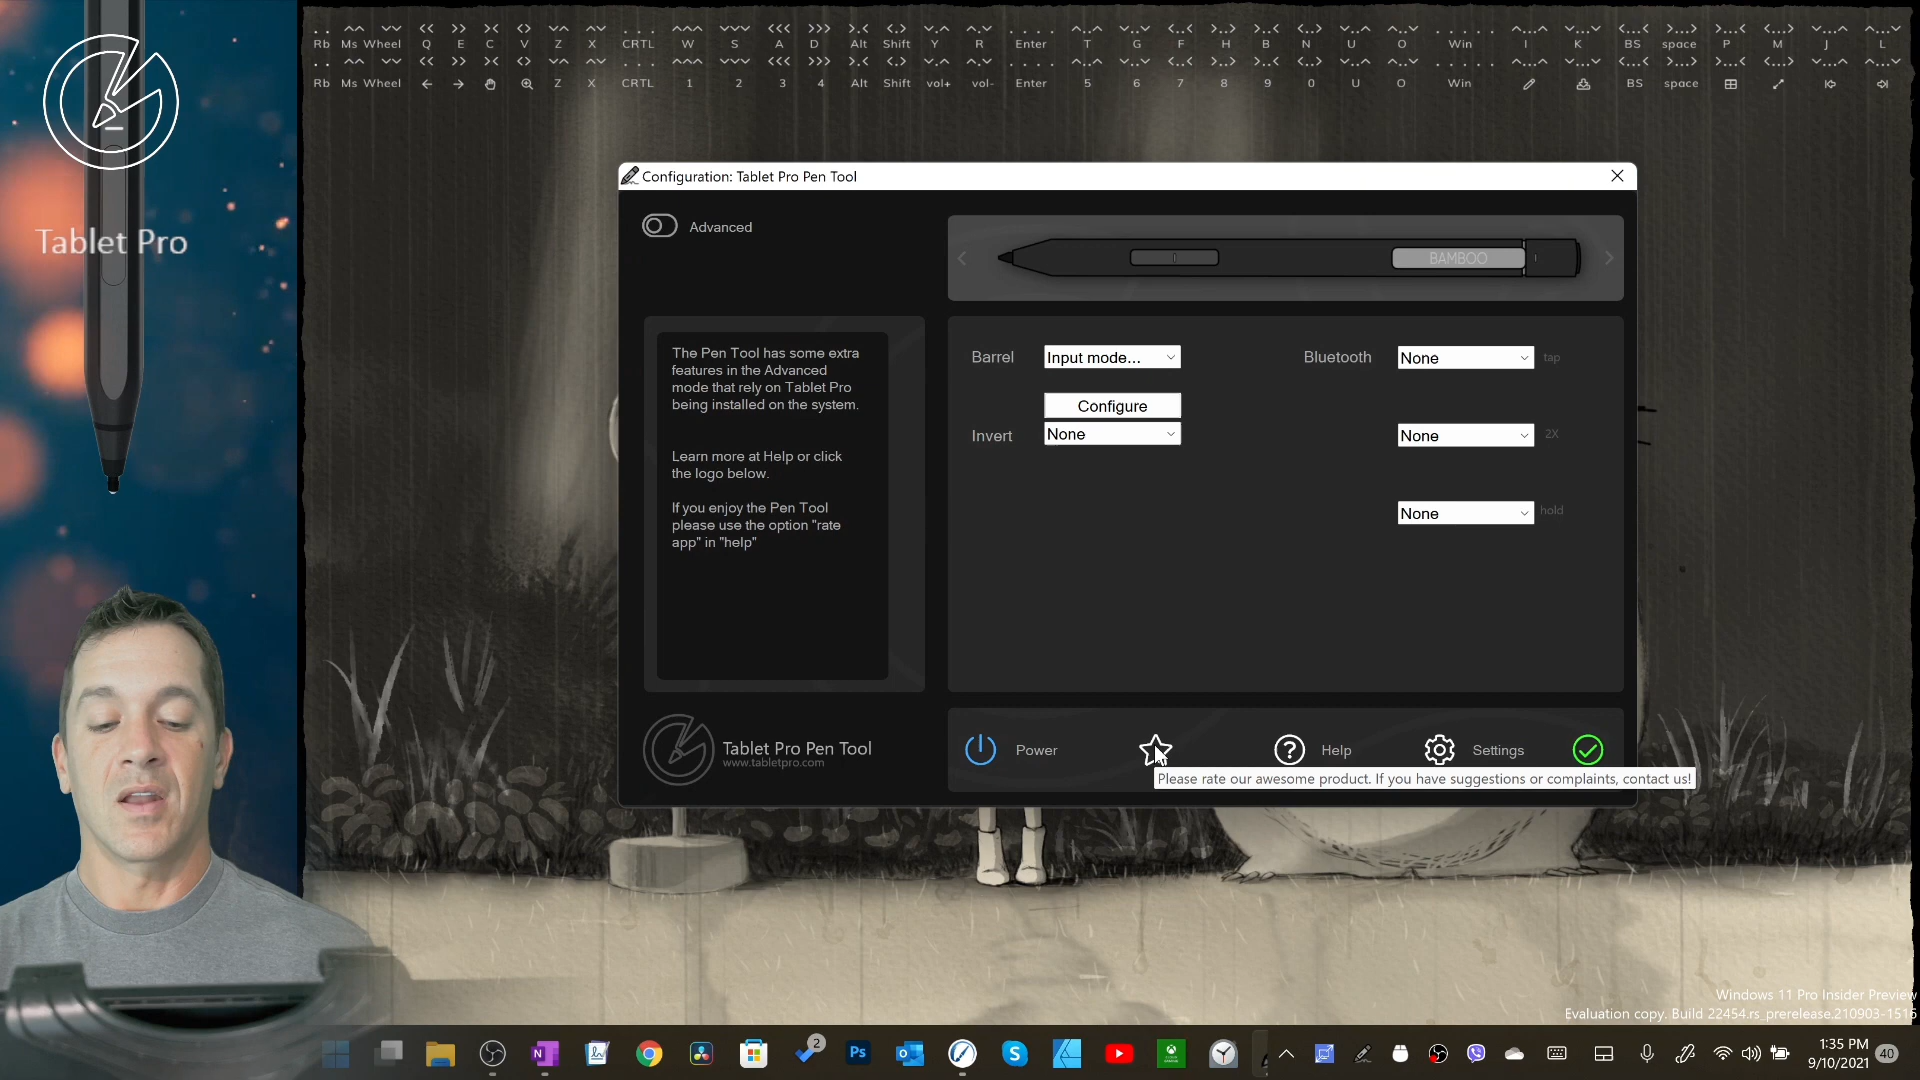 Rb Ms Wheel Q E C V Z X CRTL W S A D Alt Shift Y R Enter T G F H B N U O Win I K BS space P M J L
Rb Ms Wheel Z X CRTL 1 2 3 4 Alt Shift vol+ vol- Enter 5 6 7 8 9 0 U O Win BS space
Tablet Pro
Configuration: Tablet Pro Pen Tool
Advanced
BAMBOO
The Pen Tool has some extra
features in the Advanced
mode that rely on Tablet Pro
being installed on the system.
Learn more at Help or click
the logo below.
If you enjoy the Pen Tool
please use the option "rate
app" in "help"
Barrel Input mode... Bluetooth None tap
Configure
Invert None None 2X
None hold
Tablet Pro Pen Tool
www.tabletpro.com
Power Help Settings
Please rate our awesome product. If you have suggestions or complaints, contact us!
Windows 11 Pro Insider Preview
Evaluation copy. Build 22454.rs_prerelease.210903-1516
2
Ps
1:35 PM
9/10/2021 40